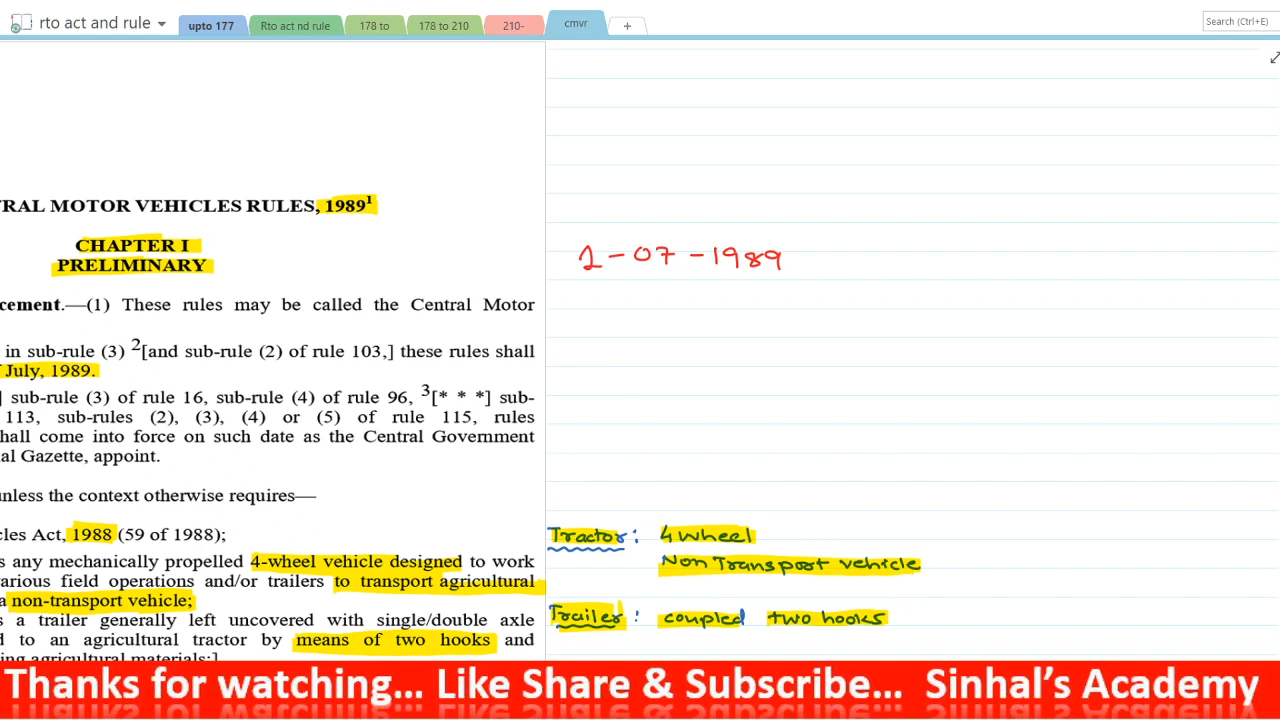 rto act and rule
upto 177
Rto act nd rule
178 to
178 to 210
210-
cmvr
+
Search (Ctrl+E)
TRAL MOTOR VEHICLES RULES, 1989¹
CHAPTER I
PRELIMINARY
cement.—(1) These rules may be called the Central Motor
in sub-rule (3) ²[and sub-rule (2) of rule 103,] these rules shall
f July, 1989.
] sub-rule (3) of rule 16, sub-rule (4) of rule 96, ³[* * *] sub-
113, sub-rules (2), (3), (4) or (5) of rule 115, rules
hall come into force on such date as the Central Government
al Gazette, appoint.
unless the context otherwise requires—
cles Act, 1988 (59 of 1988);
s any mechanically propelled 4-wheel vehicle designed to work
various field operations and/or trailers to transport agricultural
a non-transport vehicle;
s a trailer generally left uncovered with single/double axle
d to an agricultural tractor by means of two hooks and
ing agricultural materials;]
1-07-1989
Tractor: 4 wheel
Non Transport vehicle
Trailer: coupled two hooks
Thanks for watching... Like Share & Subscribe... Sinhal's Academy